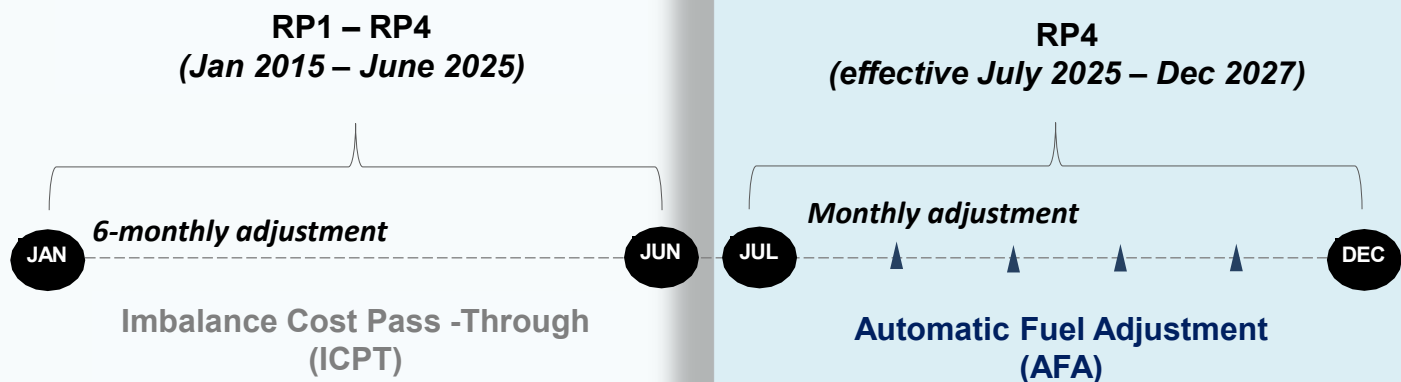 RP1 – RP4
(Jan 2015 – June 2025)
6-monthly adjustment
JAN
JUN
Imbalance Cost Pass -Through
(ICPT)
RP4
(effective July 2025 – Dec 2027)
Monthly adjustment
JUL
DEC
Automatic Fuel Adjustment
(AFA)